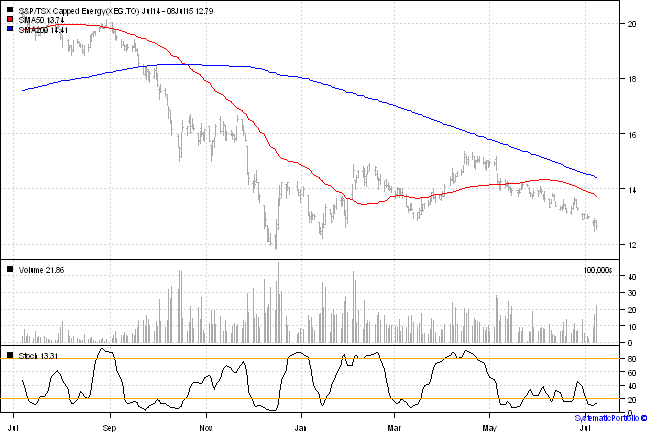 S&P/TSX Capped Energy(XEG.TO) Jul14 - 08Jul15 12.79
SMA50 13.74
SMA200 14.41
20
18
16
14
12
Volume 21.86
100,000s
40
30
20
10
0
Stoch 13.31
80
60
40
20
0
Jul Sep Nov Jan Mar May Jul
SystematicPortfolio ©